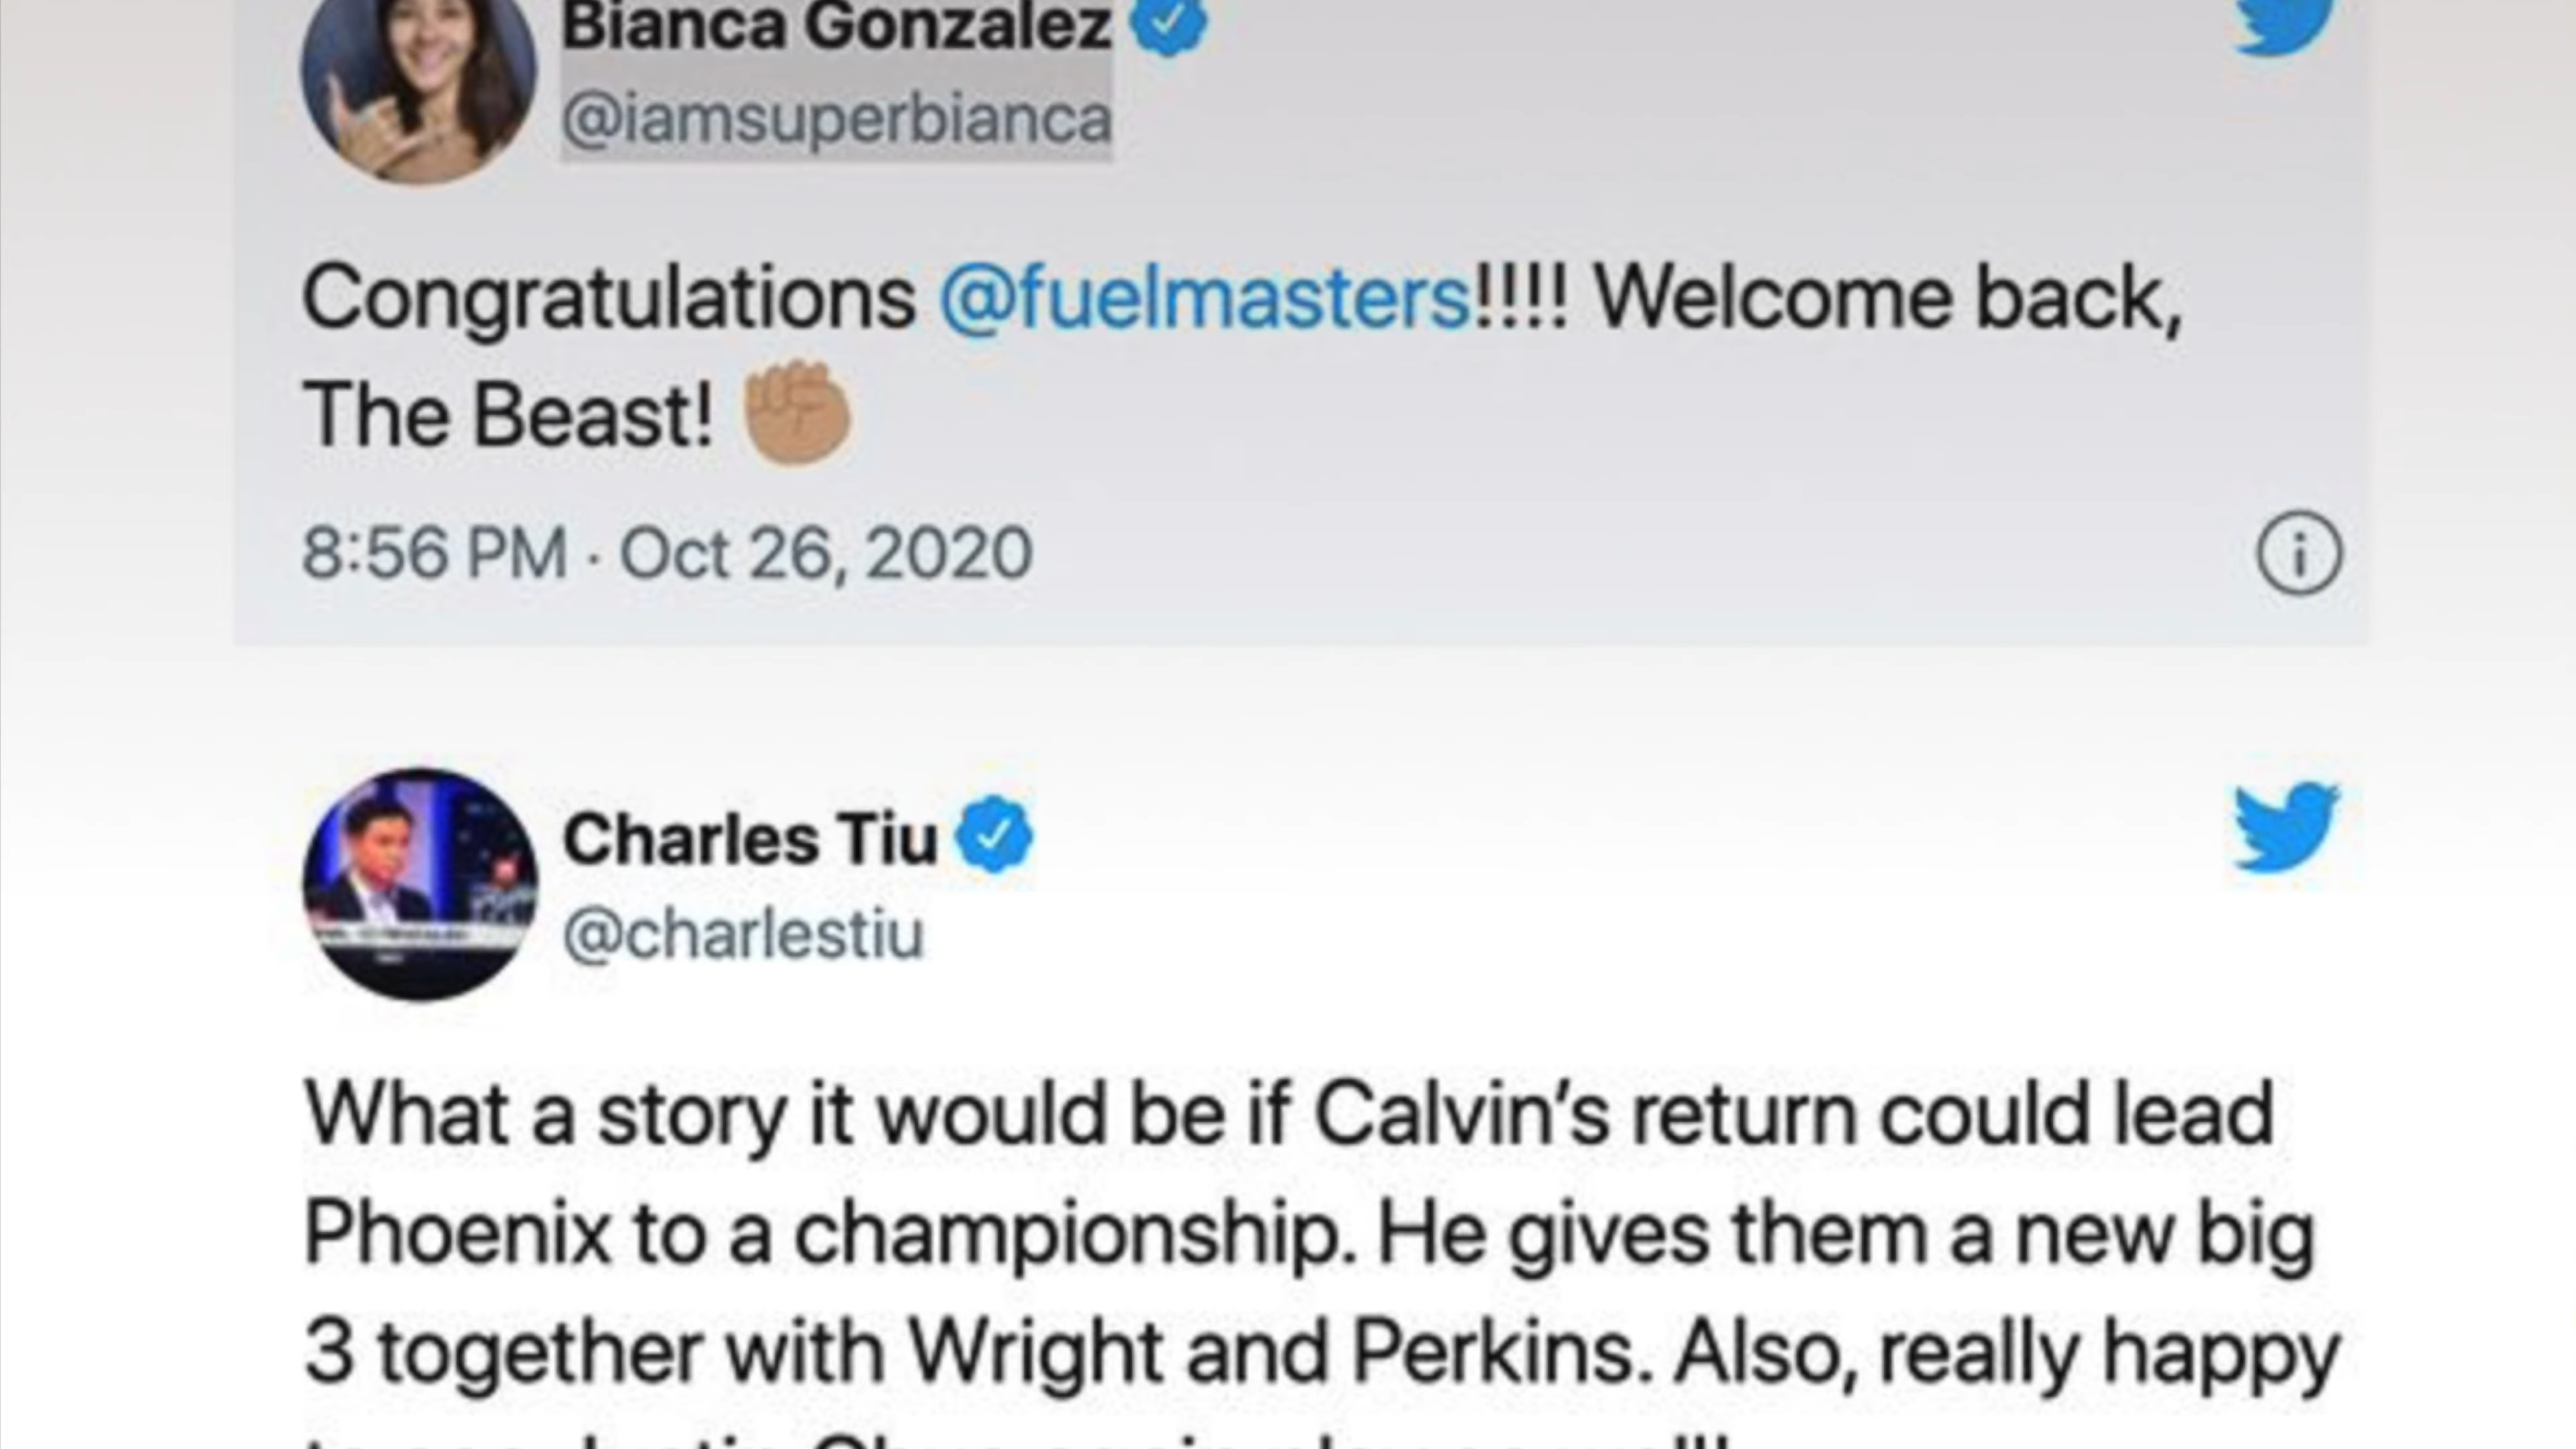 Bianca Gonzalez
@iamsuperbianca
Congratulations @fuelmasters!!!! Welcome back,
The Beast! ✊🏽
8:56 PM · Oct 26, 2020
Charles Tiu
@charlestiu
What a story it would be if Calvin’s return could lead
Phoenix to a championship. He gives them a new big
3 together with Wright and Perkins. Also, really happy